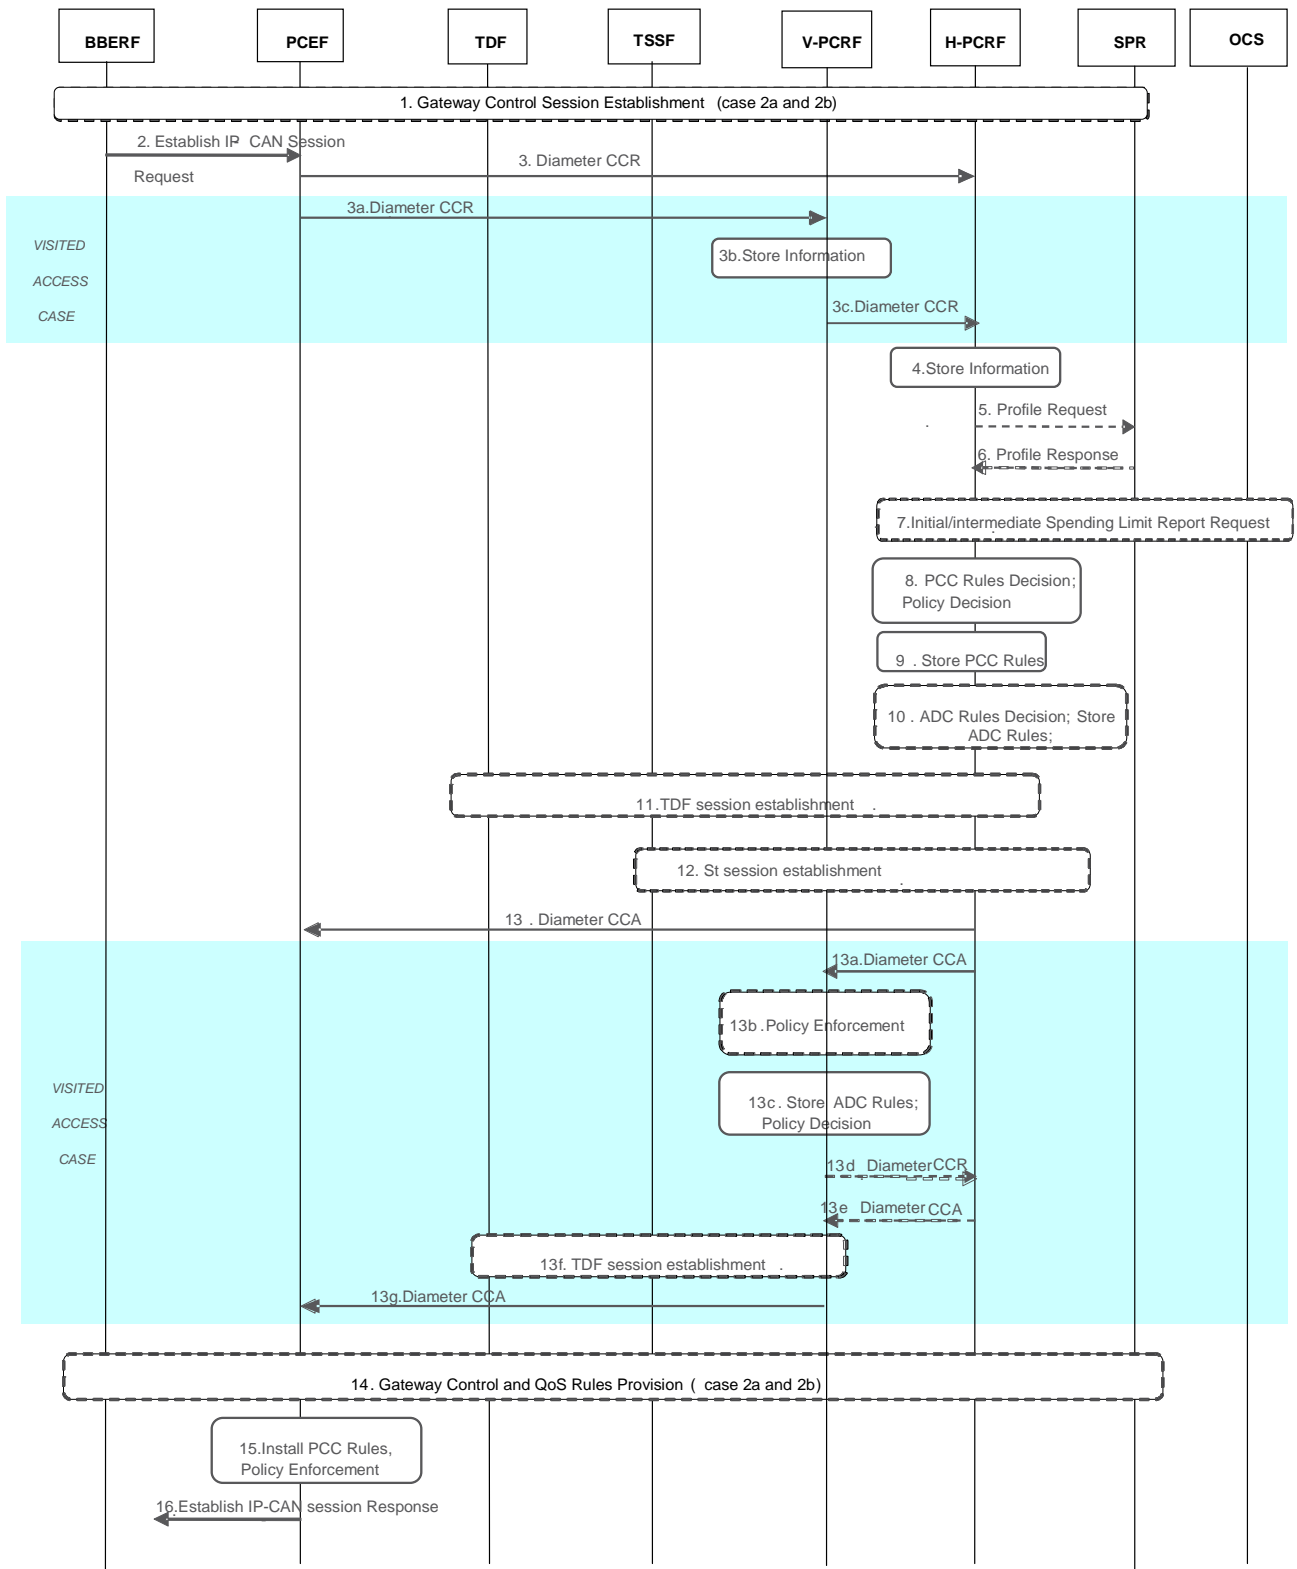 BBERF PCEF TDF TSSF V-PCRF H-PCRF SPR OCS
1. Gateway Control Session Establishment (case 2a and 2b)
2. Establish IP CAN Session
Request
3. Diameter CCR
3a.Diameter CCR
VISITED
ACCESS
CASE
3b.Store Information
3c.Diameter CCR
4.Store Information
5. Profile Request
6. Profile Response
7.Initial/intermediate Spending Limit Report Request
8. PCC Rules Decision;
Policy Decision
9 . Store PCC Rules
10 . ADC Rules Decision; Store
ADC Rules;
11.TDF session establishment .
12. St session establishment .
13 . Diameter CCA
13a.Diameter CCA
13b .Policy Enforcement
VISITED
ACCESS
CASE
13c . Store ADC Rules;
Policy Decision
13d Diameter CCR
13e Diameter CCA
13f. TDF session establishment .
13g.Diameter CCA
14. Gateway Control and QoS Rules Provision ( case 2a and 2b)
15.Install PCC Rules,
Policy Enforcement
16.Establish IP-CAN session Response